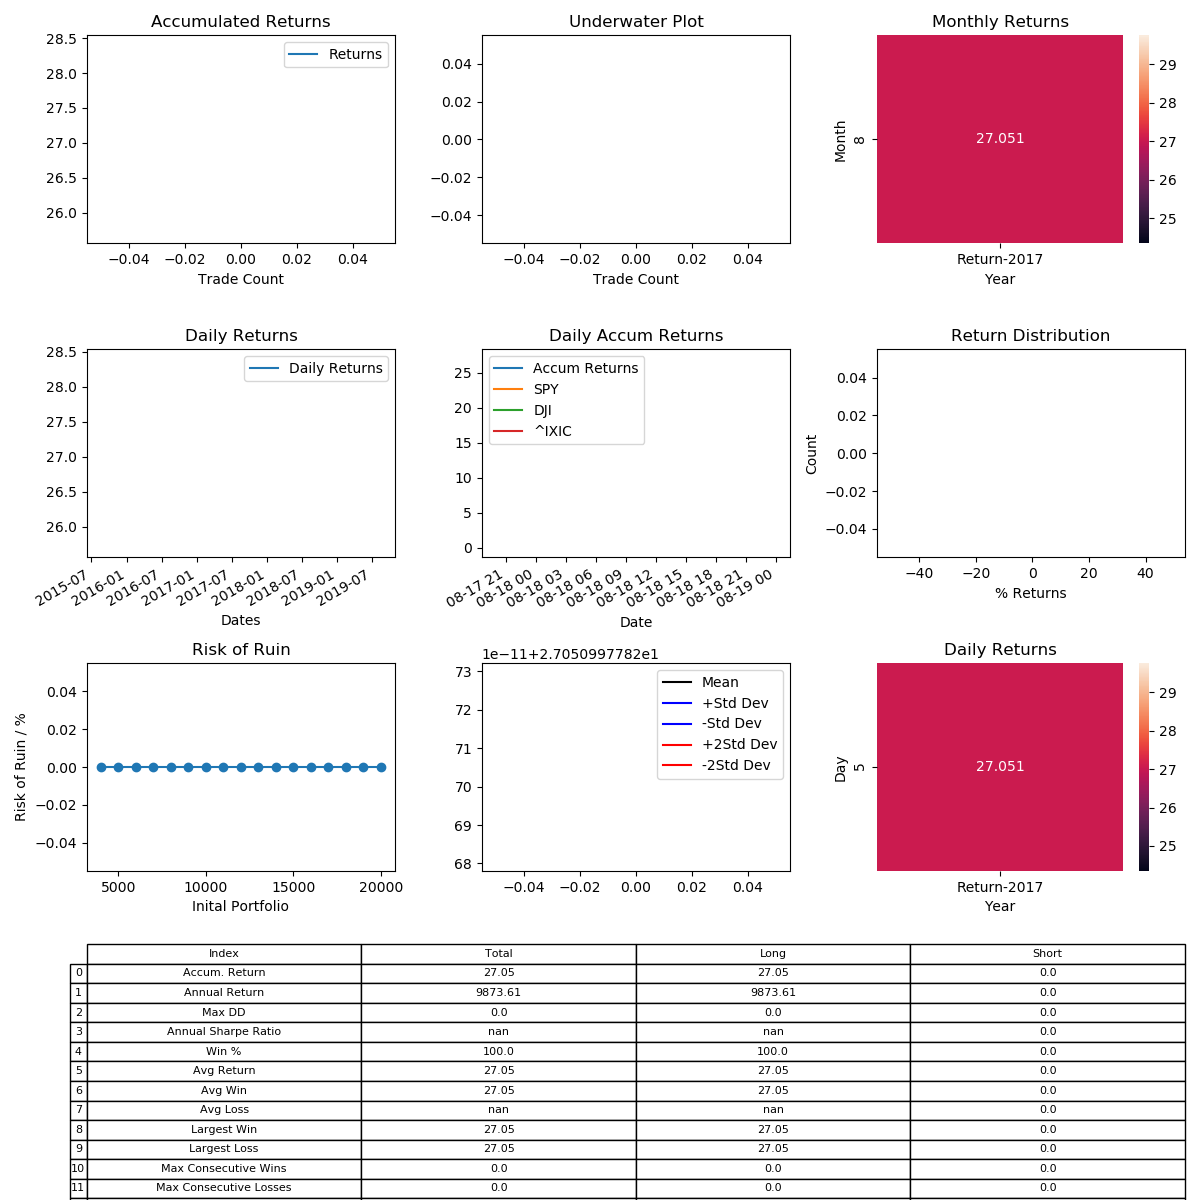 Accumulated Returns
28.5
28.0
27.5
27.0
26.5
26.0
Returns
−0.04 −0.02 0.00 0.02 0.04
Trade Count
Underwater Plot
0.04
0.02
0.00
−0.02
−0.04
−0.04 −0.02 0.00 0.02 0.04
Trade Count
Monthly Returns
Month
8
27.051
29
28
27
26
25
Return-2017
Year
Daily Returns
28.5
28.0
27.5
27.0
26.5
26.0
Daily Returns
2015-07 2016-01 2016-07 2017-01 2017-07 2018-01 2018-07 2019-01 2019-07
Dates
Daily Accum Returns
25
20
15
10
5
0
Accum Returns
SPY
DJI
^IXIC
08-17 21 08-18 00 08-18 03 08-18 06 08-18 09 08-18 12 08-18 15 08-18 18 08-18 21 08-19 00
Date
Return Distribution
Count
0.04
0.02
0.00
−0.02
−0.04
−40 −20 0 20 40
% Returns
Risk of Ruin
Risk of Ruin / %
0.04
0.02
0.00
−0.02
−0.04
5000 10000 15000 20000
Inital Portfolio
1e−11+2.7050997782e1
73
72
71
70
69
68
Mean
+Std Dev
-Std Dev
+2Std Dev
-2Std Dev
−0.04 −0.02 0.00 0.02 0.04
Daily Returns
Day
5
27.051
29
28
27
26
25
Return-2017
Year
Index Total Long Short
0 Accum. Return 27.05 27.05 0.0
1 Annual Return 9873.61 9873.61 0.0
2 Max DD 0.0 0.0 0.0
3 Annual Sharpe Ratio nan nan 0.0
4 Win % 100.0 100.0 0.0
5 Avg Return 27.05 27.05 0.0
6 Avg Win 27.05 27.05 0.0
7 Avg Loss nan nan 0.0
8 Largest Win 27.05 27.05 0.0
9 Largest Loss 27.05 27.05 0.0
10 Max Consecutive Wins 0.0 0.0 0.0
11 Max Consecutive Losses 0.0 0.0 0.0